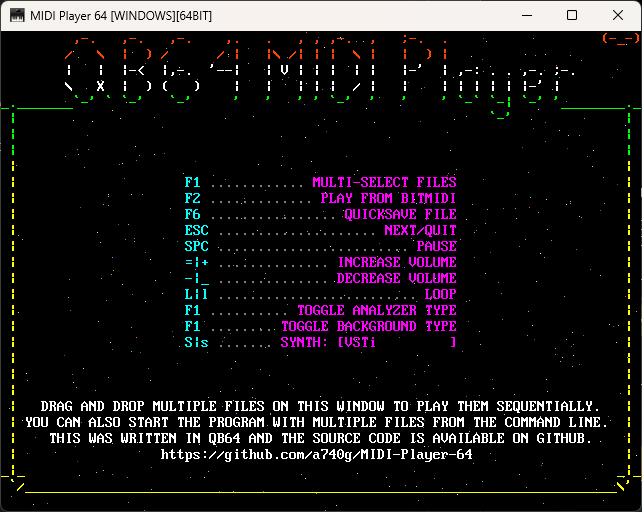 MIDI Player 64 [WINDOWS][64BIT]
(-_-)
QB64 MIDI Player
F1 ............ MULTI-SELECT FILES
F2 ............. PLAY FROM BITMIDI
F6 ................ QUICKSAVE FILE
ESC ..................... NEXT/QUIT
SPC ......................... PAUSE
=|+ ............... INCREASE VOLUME
-|_ ............... DECREASE VOLUME
L|l .......................... LOOP
F1 .......... TOGGLE ANALYZER TYPE
F1 ........ TOGGLE BACKGROUND TYPE
S|s ....... SYNTH: [VSTi ]
DRAG AND DROP MULTIPLE FILES ON THIS WINDOW TO PLAY THEM SEQUENTIALLY.
YOU CAN ALSO START THE PROGRAM WITH MULTIPLE FILES FROM THE COMMAND LINE.
THIS WAS WRITTEN IN QB64 AND THE SOURCE CODE IS AVAILABLE ON GITHUB.
https://github.com/a740g/MIDI-Player-64